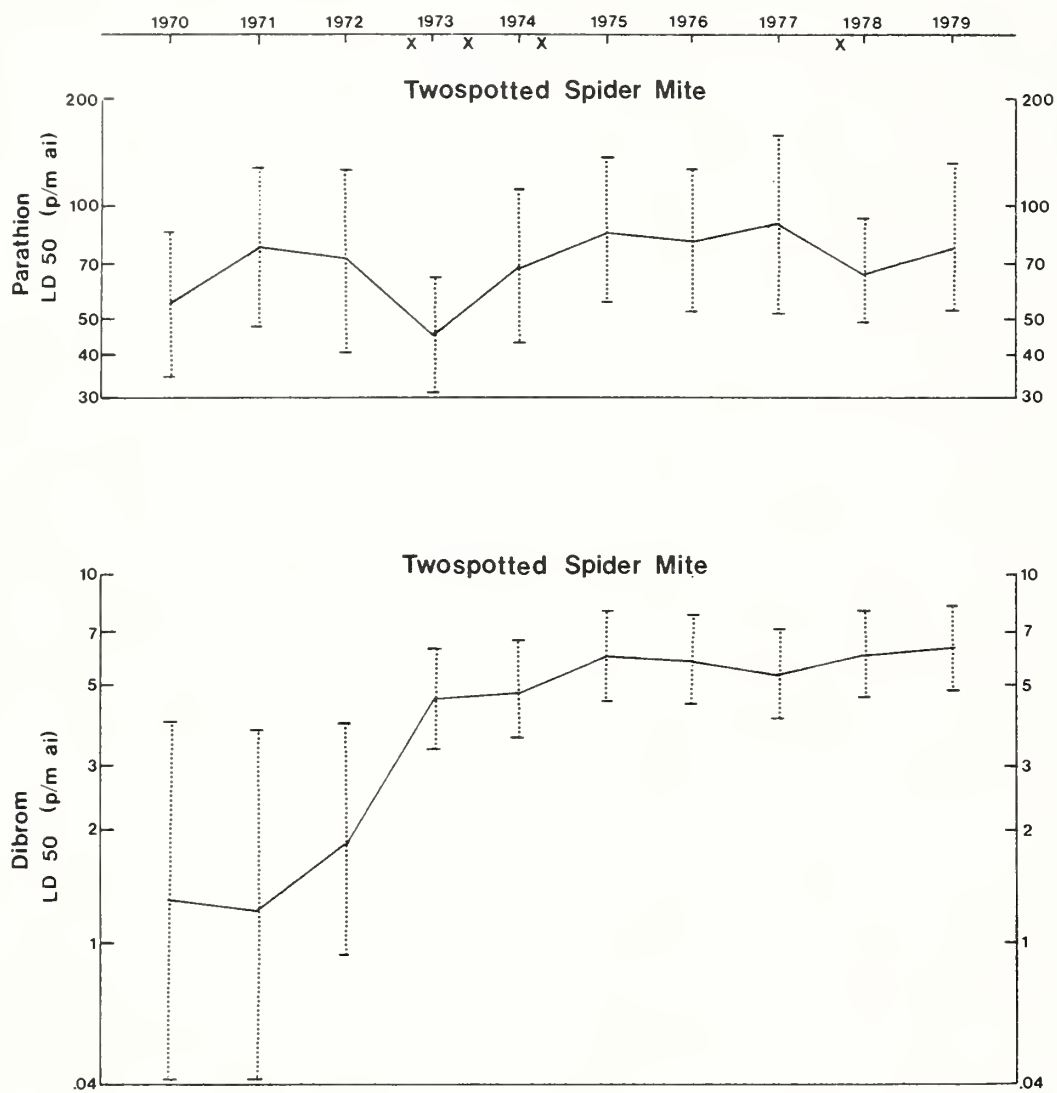 1970 1971 1972 1973 1974 1975 1976 1977 1978 1979
X X X X
Twospotted Spider Mite
Parathion
LD 50 (p/m ai)
200 200
100 100
70 70
50 50
40 40
30 30
Twospotted Spider Mite
Dibrom
LD 50 (p/m ai)
10 10
7 7
5 5
3 3
2 2
1 1
.04 .04